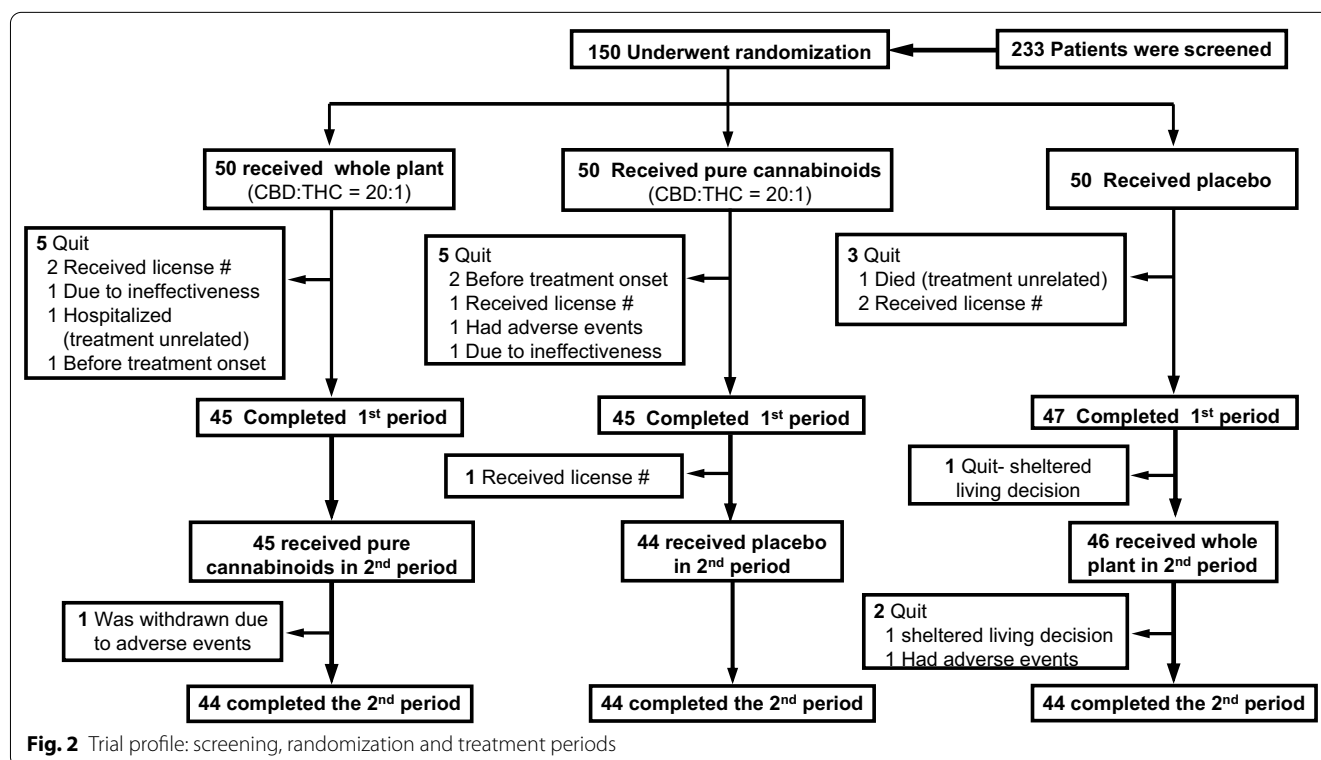 150 Underwent randomization
233 Patients were screened
50 received whole plant
(CBD:THC = 20:1)
50 Received pure cannabinoids
(CBD:THC = 20:1)
50 Received placebo
5 Quit
2 Received license #
1 Due to ineffectiveness
1 Hospitalized
(treatment unrelated)
1 Before treatment onset
5 Quit
2 Before treatment onset
1 Received license #
1 Had adverse events
1 Due to ineffectiveness
3 Quit
1 Died (treatment unrelated)
2 Received license #
45 Completed 1st period
45 Completed 1st period
47 Completed 1st period
1 Received license #
1 Quit- sheltered
living decision
45 received pure
cannabinoids in 2nd period
44 received placebo
in 2nd period
46 received whole
plant in 2nd period
1 Was withdrawn due
to adverse events
2 Quit
1 sheltered living decision
1 Had adverse events
44 completed the 2nd period
44 completed the 2nd period
44 completed the 2nd period
Fig. 2 Trial profile: screening, randomization and treatment periods